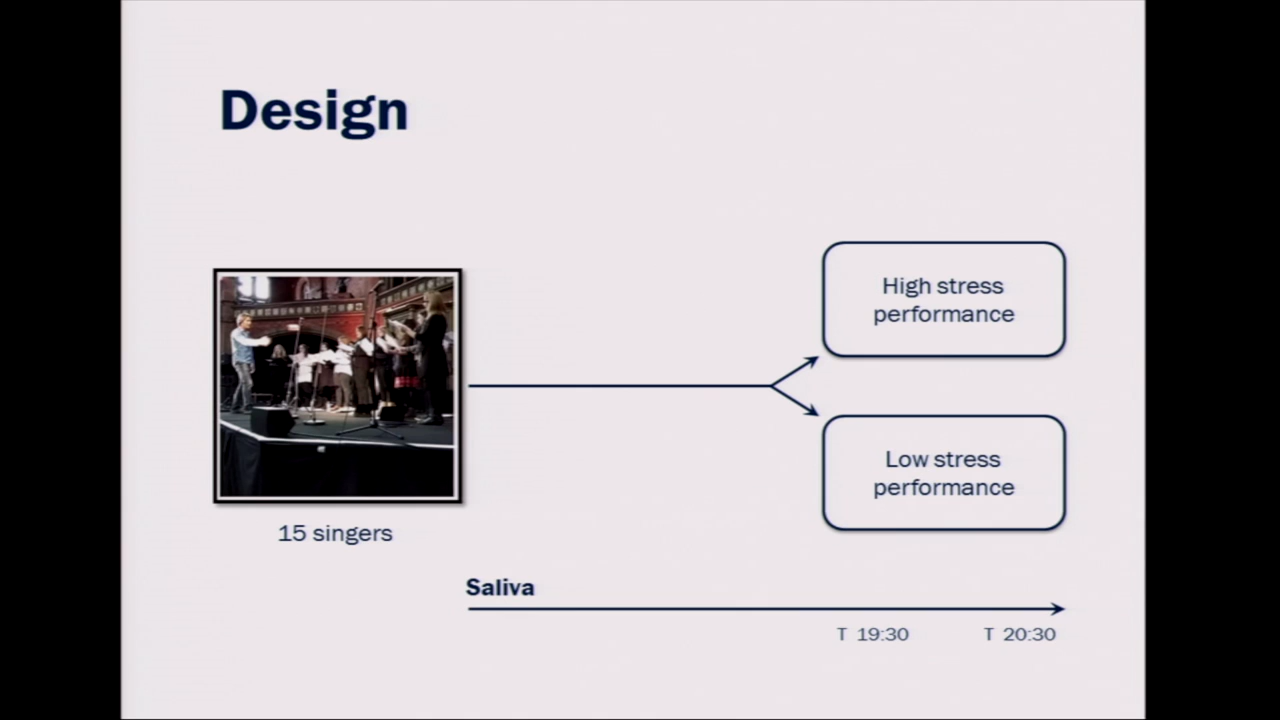 Design
High stress
performance
Low stress
performance
15 singers
Saliva
T 19:30
T 20:30